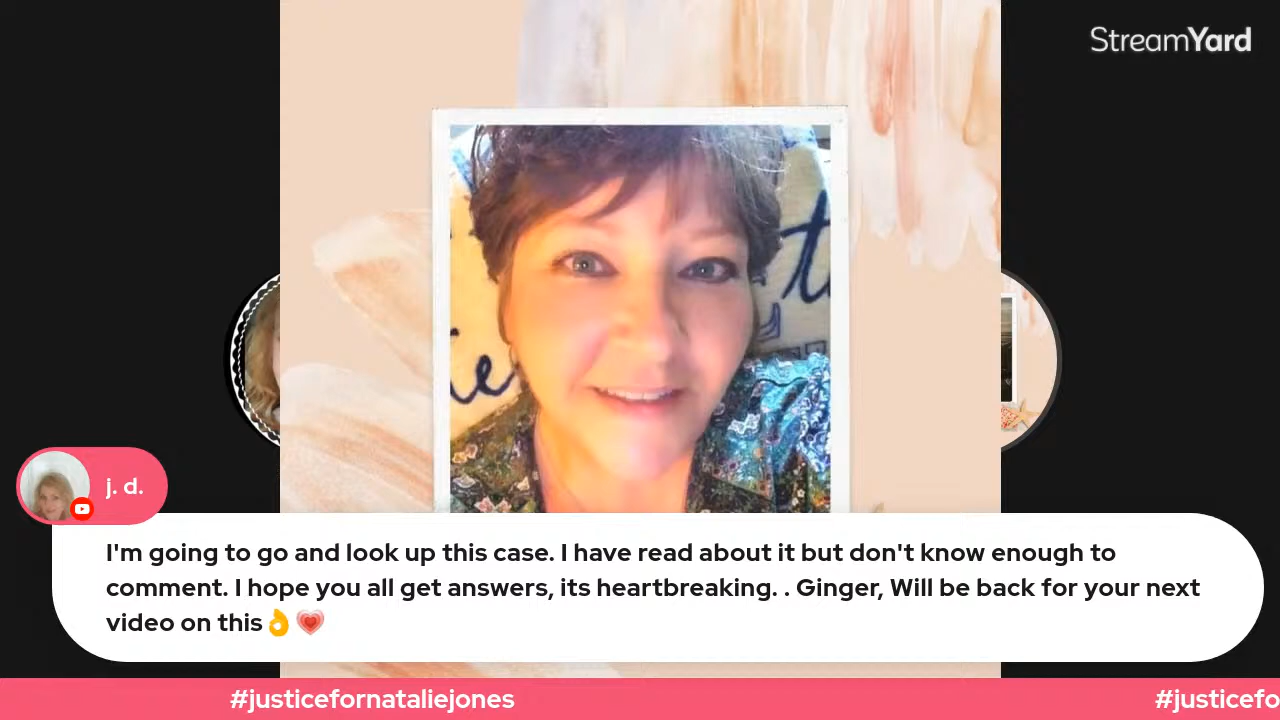 StreamYard
j. d.
I'm going to go and look up this case. I have read about it but don't know enough to
comment. I hope you all get answers, its heartbreaking. . Ginger, Will be back for your next
video on this👌💗
#justicefornataliejones
#justicefo